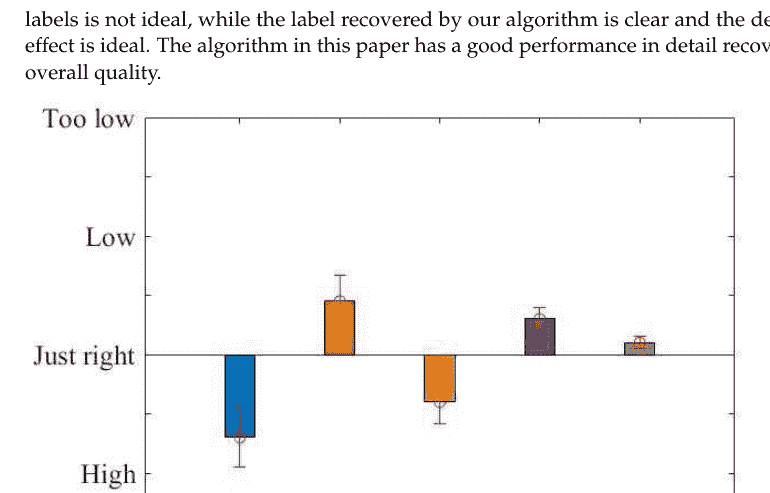 labels is not ideal, while the label recovered by our algorithm is clear and the de
effect is ideal. The algorithm in this paper has a good performance in detail recov
overall quality.
Too low
Low
Just right
High